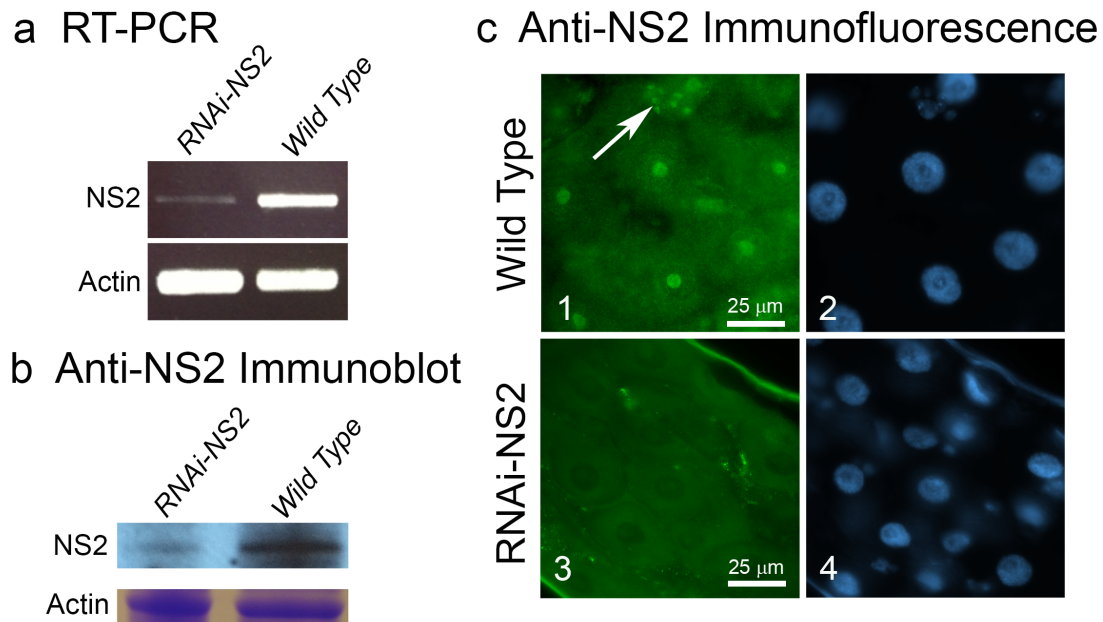 a RT-PCR
RNAi-NS2
Wild Type
NS2
Actin
b Anti-NS2 Immunoblot
RNAi-NS2
Wild Type
NS2
Actin
c Anti-NS2 Immunofluorescence
Wild Type
1
25 μm
2
RNAi-NS2
3
25 μm
4